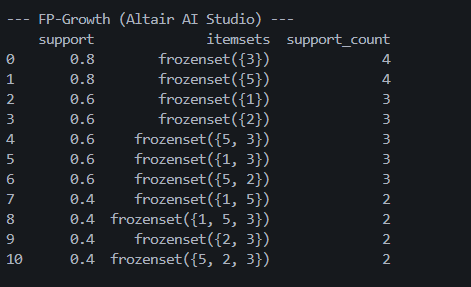 --- FP-Growth (Altair AI Studio) ---
    support              itemsets  support_count
0       0.8        frozenset({3})              4
1       0.8        frozenset({5})              4
2       0.6        frozenset({1})              3
3       0.6        frozenset({2})              3
4       0.6     frozenset({5, 3})              3
5       0.6     frozenset({1, 3})              3
6       0.6     frozenset({5, 2})              3
7       0.4     frozenset({1, 5})              2
8       0.4  frozenset({1, 5, 3})              2
9       0.4     frozenset({2, 3})              2
10      0.4  frozenset({5, 2, 3})              2